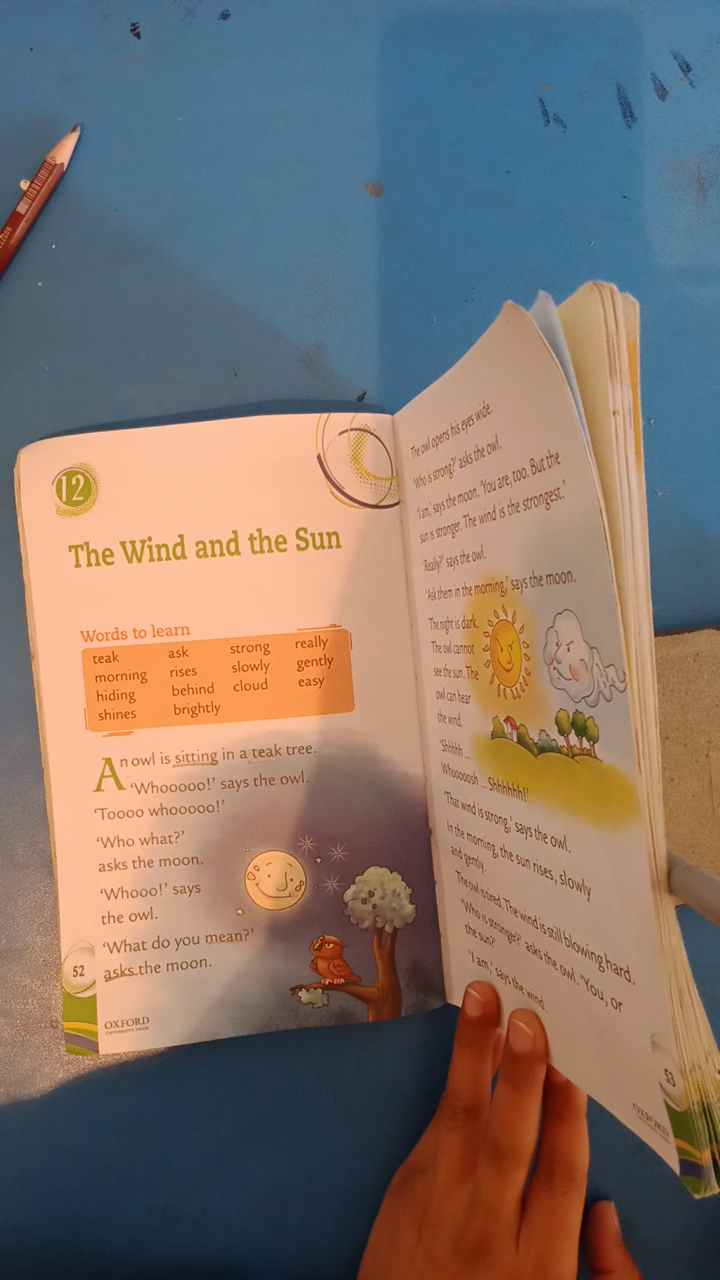 12
The Wind and the Sun
Words to learn
teak ask strong really
morning rises slowly gently
hiding behind cloud easy
shines brightly
An owl is sitting in a teak tree.
'Whooooo!' says the owl.
'Toooo whooooo!'
'Who what?'
asks the moon.
'Whooo!' says
the owl.
'What do you mean?'
asks the moon.
52
OXFORD
UNIVERSITY PRESS
The owl opens his eyes wide.
'Who is strong?' asks the owl.
'I am,' says the moon. 'You are, too. But the
sun is stronger. The wind is the strongest.'
'Really?' says the owl.
'Ask them in the morning,' says the moon.
The night is dark.
The owl cannot
see the sun. The
owl can hear
the wind.
'Shhhhh ...
Whooooosh ... Shhhhhh!'
'That wind is strong,' says the owl.
In the morning, the sun rises, slowly
and gently.
The owl is tired. The wind is still blowing hard.
'Who is stronger?' asks the owl. 'You, or
the sun?'
'I am,' says the wind.
53
OXFORD